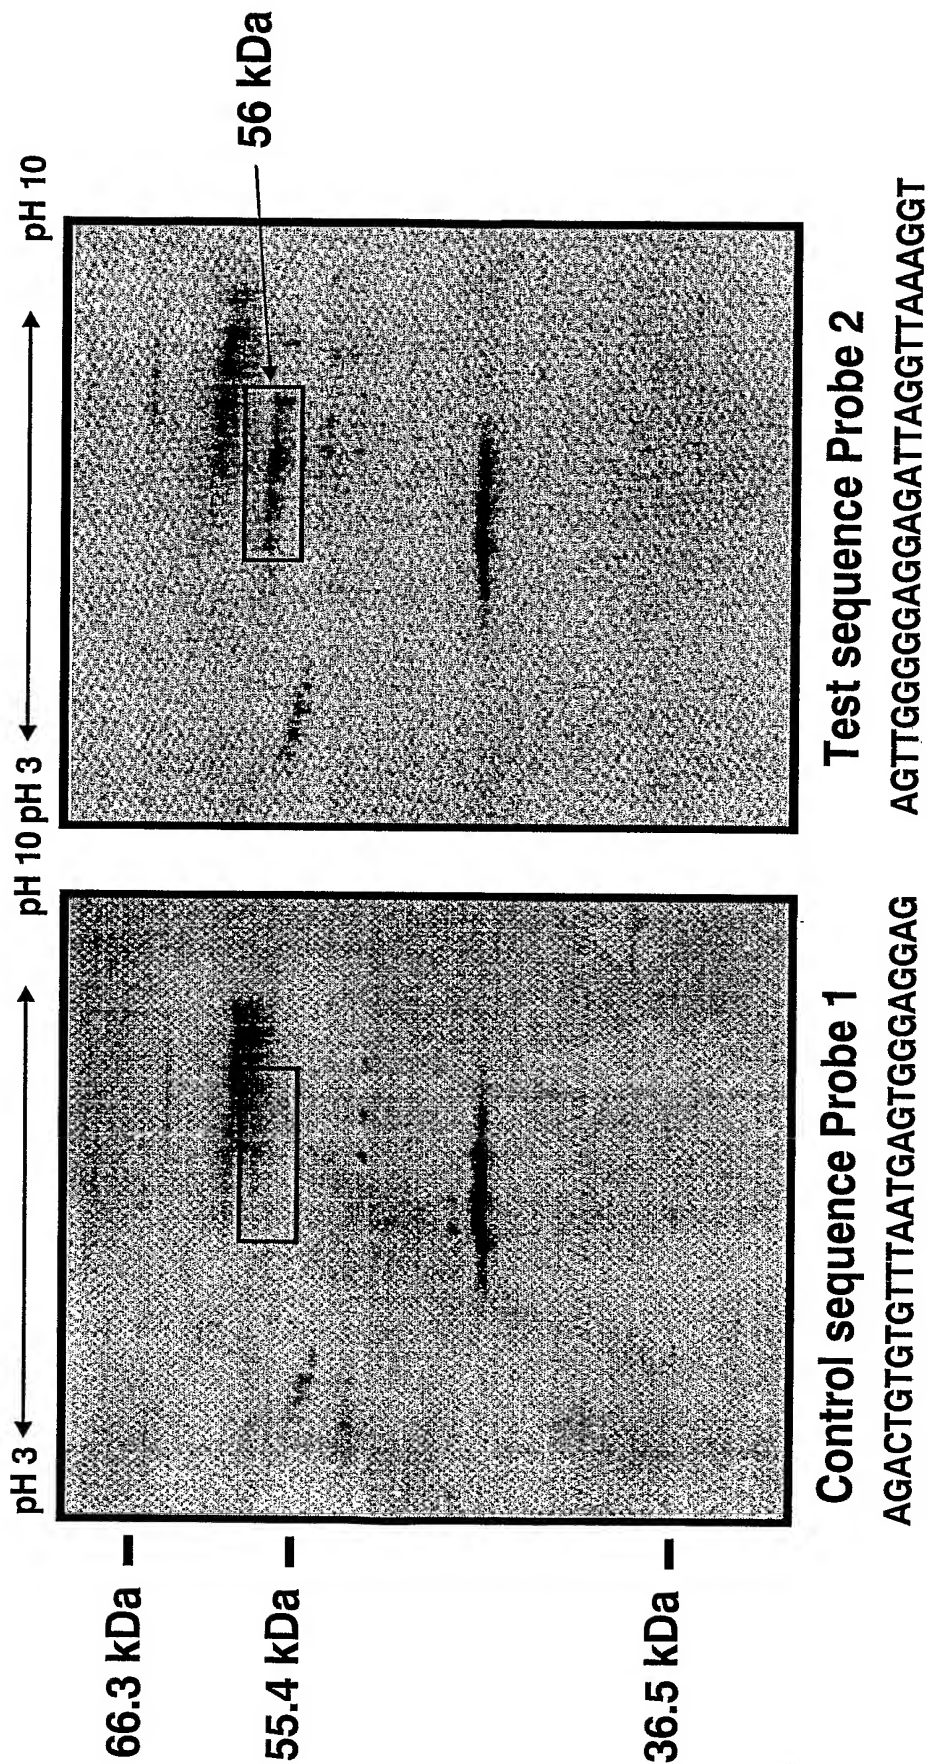 pH 3
pH 10
pH 3
pH 10
66.3 kDa
55.4 kDa
36.5 kDa
56 kDa
Control sequence Probe 1
AGACTGTGTGTTTAATGAGTGGGAGGAG
Test sequence Probe 2
AGTTGGGGAGGAGATTAGGTTAAAGGT